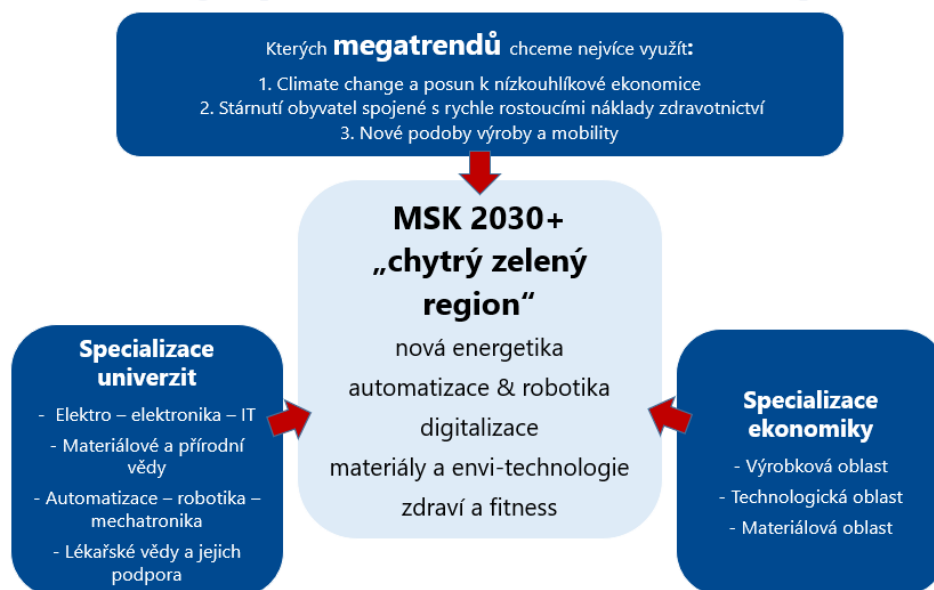 Kterých megatrendů chceme nejvíce využít:
1. Climate change a posun k nízkouhlíkové ekonomice
2. Stárnutí obyvatel spojené s rychle rostoucími náklady zdravotnictví
3. Nové podoby výroby a mobility
MSK 2030+
„chytrý zelený
region“
nová energetika
automatizace & robotika
digitalizace
materiály a envi-technologie
zdraví a fitness
Specializace
univerzit
- Elektro – elektronika – IT
- Materiálové a přírodní
vědy
- Automatizace – robotika –
mechatronika
- Lékařské vědy a jejich
podpora
Specializace
ekonomiky
- Výrobková oblast
- Technologická oblast
- Materiálová oblast